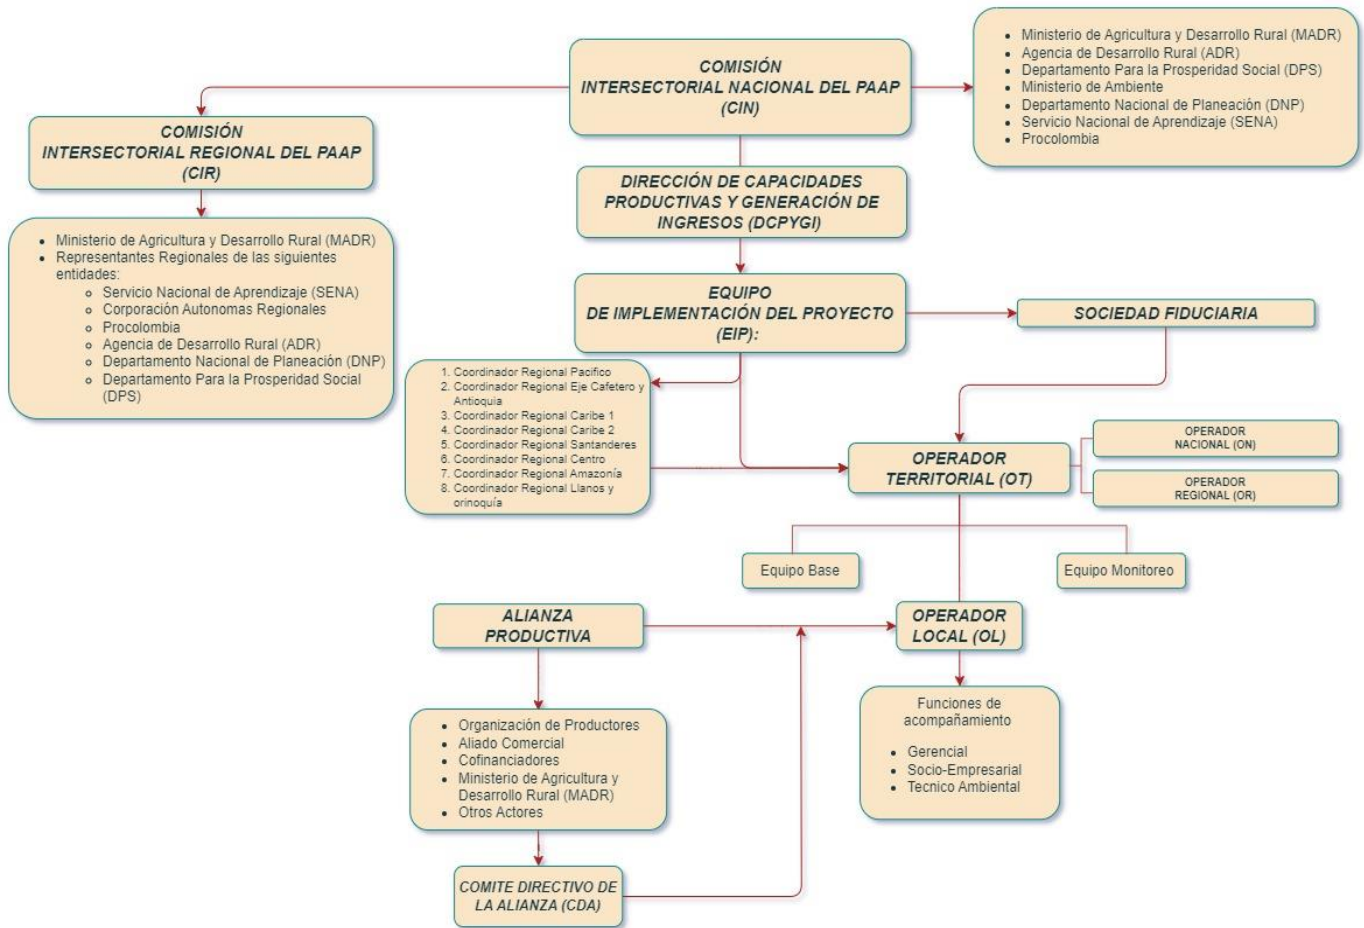 COMISIÓN
INTERSECTORIAL NACIONAL DEL PAAP
(CIN)
• Ministerio de Agricultura y Desarrollo Rural (MADR)
• Agencia de Desarrollo Rural (ADR)
• Departamento Para la Prosperidad Social (DPS)
• Ministerio de Ambiente
• Departamento Nacional de Planeación (DNP)
• Servicio Nacional de Aprendizaje (SENA)
• Procolombia
COMISIÓN
INTERSECTORIAL REGIONAL DEL PAAP
(CIR)
• Ministerio de Agricultura y Desarrollo Rural (MADR)
• Representantes Regionales de las siguientes
entidades:
○ Servicio Nacional de Aprendizaje (SENA)
○ Corporación Autonomas Regionales
○ Procolombia
○ Agencia de Desarrollo Rural (ADR)
○ Departamento Nacional de Planeación (DNP)
○ Departamento Para la Prosperidad Social
(DPS)
DIRECCIÓN DE CAPACIDADES
PRODUCTIVAS Y GENERACIÓN DE
INGRESOS (DCPYGI)
EQUIPO
DE IMPLEMENTACIÓN DEL PROYECTO
(EIP):
SOCIEDAD FIDUCIARIA
1. Coordinador Regional Pacifico
2. Coordinador Regional Eje Cafetero y
Antioquia
3. Coordinador Regional Caribe 1
4. Coordinador Regional Caribe 2
5. Coordinador Regional Santanderes
6. Coordinador Regional Centro
7. Coordinador Regional Amazonía
8. Coordinador Regional Llanos y
orinoquía
OPERADOR
TERRITORIAL (OT)
OPERADOR
NACIONAL (ON)
OPERADOR
REGIONAL (OR)
Equipo Base
Equipo Monitoreo
ALIANZA
PRODUCTIVA
OPERADOR
LOCAL (OL)
• Organización de Productores
• Aliado Comercial
• Cofinanciadores
• Ministerio de Agricultura y
Desarrollo Rural (MADR)
• Otros Actores
Funciones de
acompañamiento
• Gerencial
• Socio-Empresarial
• Tecnico Ambiental
COMITE DIRECTIVO DE
LA ALIANZA (CDA)